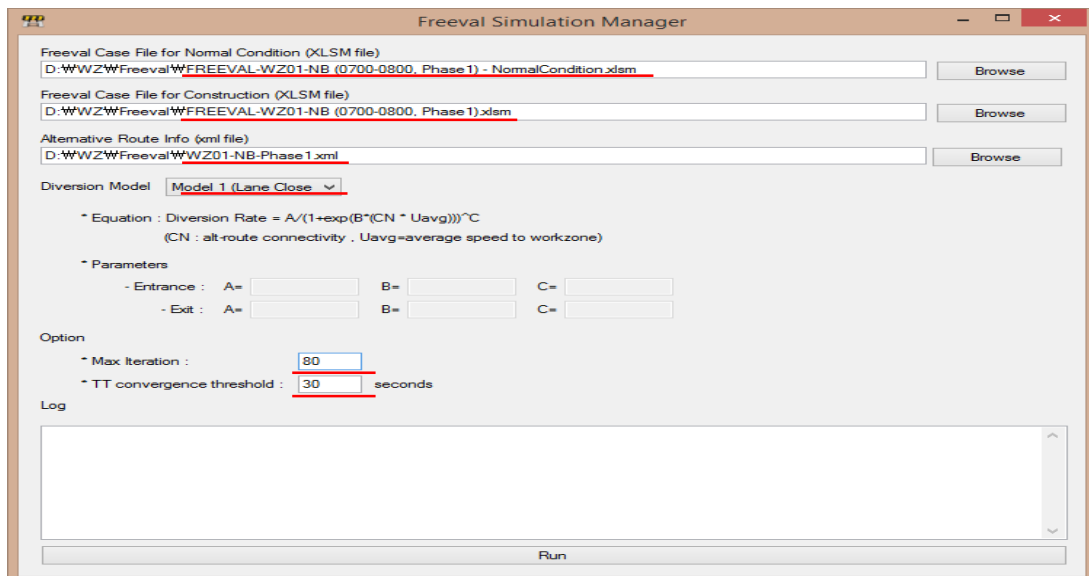 Freeval Simulation Manager
Freeval Case File for Normal Condition (XLSM file)
D:₩WZ₩Freeval₩FREEVAL-WZ01-NB (0700-0800, Phase1) - NormalCondition.xlsm
Browse
Freeval Case File for Construction (XLSM file)
D:₩WZ₩Freeval₩FREEVAL-WZ01-NB (0700-0800, Phase1).xlsm
Browse
Alternative Route Info (xml file)
D:₩WZ₩Freeval₩WZ01-NB-Phase1.xml
Browse
Diversion Model Model 1 (Lane Close
* Equation : Diversion Rate = A/(1+exp(B*(CN * Uavg)))^C
(CN : alt-route connectivity , Uavg=average speed to workzone)
* Parameters
- Entrance : A= B= C=
- Exit : A= B= C=
Option
* Max Iteration : 80
* TT convergence threshold : 30 seconds
Log
Run